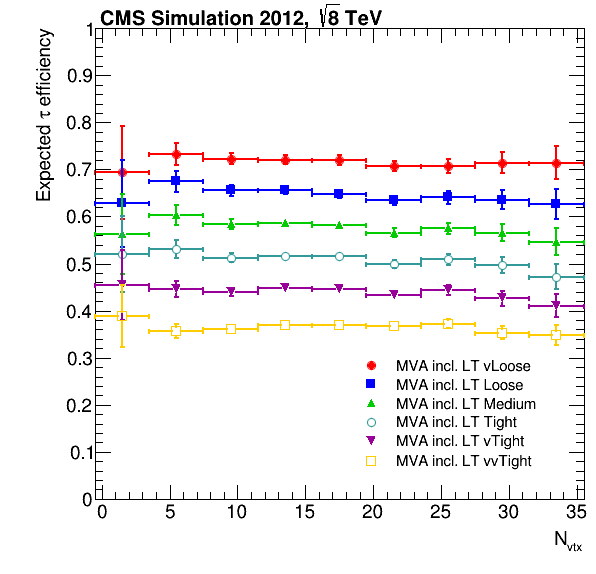 CMS Simulation 2012, √8 TeV
Expected τ efficiency
1
0.9
0.8
0.7
0.6
0.5
0.4
0.3
0.2
0.1
0
MVA incl. LT vLoose
MVA incl. LT Loose
MVA incl. LT Medium
MVA incl. LT Tight
MVA incl. LT vTight
MVA incl. LT vvTight
0 5 10 15 20 25 30 35
N_vtx